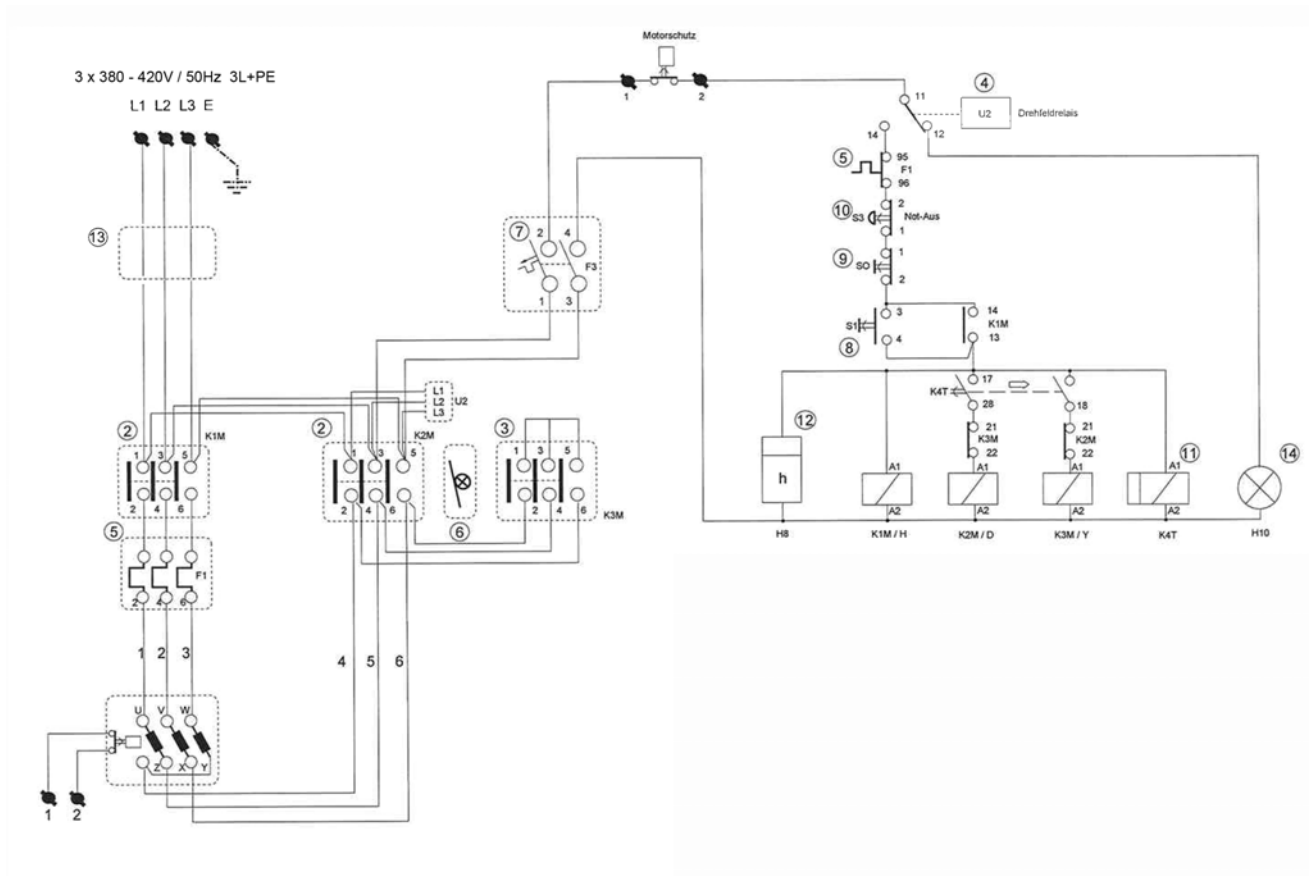 Motorschutz
3 x 380 - 420V / 50Hz 3L+PE
L1 L2 L3 E
1 2
11
4
U2 Drehfeldrelais
12
14
5
95
F1
96
10
2
S3
Not-Aus
1
9
1
SO
2
13
7
2 4
F3
1 3
3
14
S1
K1M
4
13
8
L1
L2
L3
U2
K4T
17
28
18
12
2
1 3 5
K1M
2
1 3 5
K2M
3
1 3 5
21
K3M
22
21
K2M
22
h
11
14
2 4 6
2 4 6
6
2 4 6
K3M
A1
A1
A1
A1
A2
A2
A2
A2
H8
K1M / H
K2M / D
K3M / Y
K4T
H10
5
F1
2 4 6
1 2 3
4 5 6
U V W
Z X Y
1 2